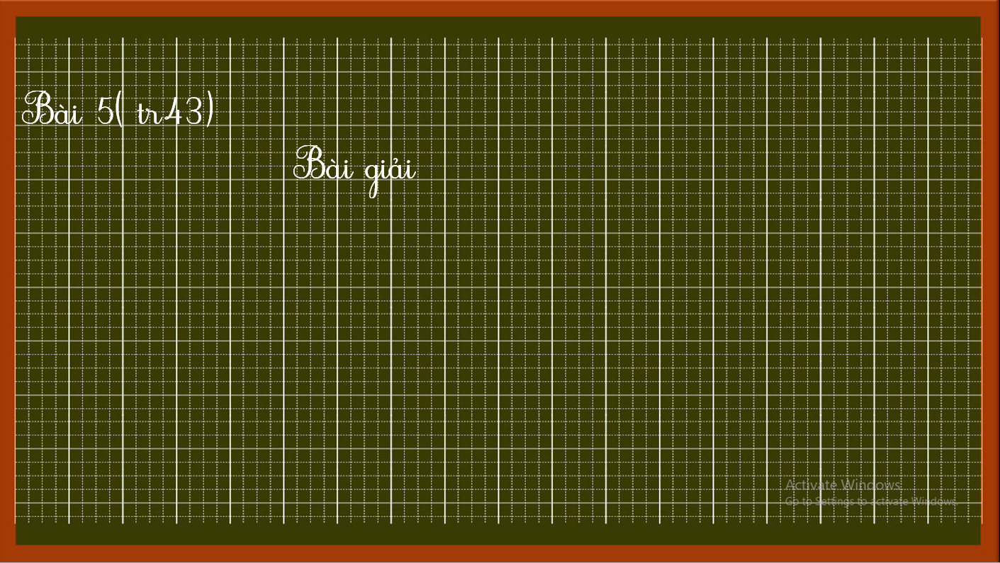 Bài 5( tr43)
Bài giải
Activate Windows
Go to Settings to activate Windows.